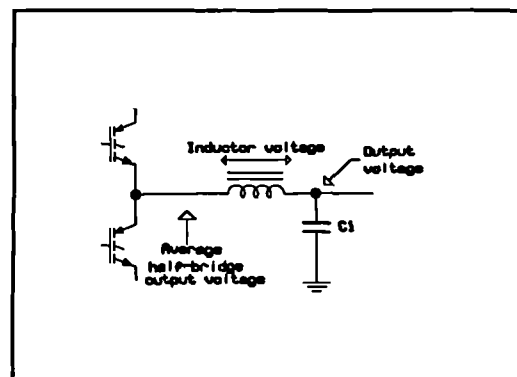 Inductor voltage
Output
voltage
C1
Average
half-bridge
output voltage